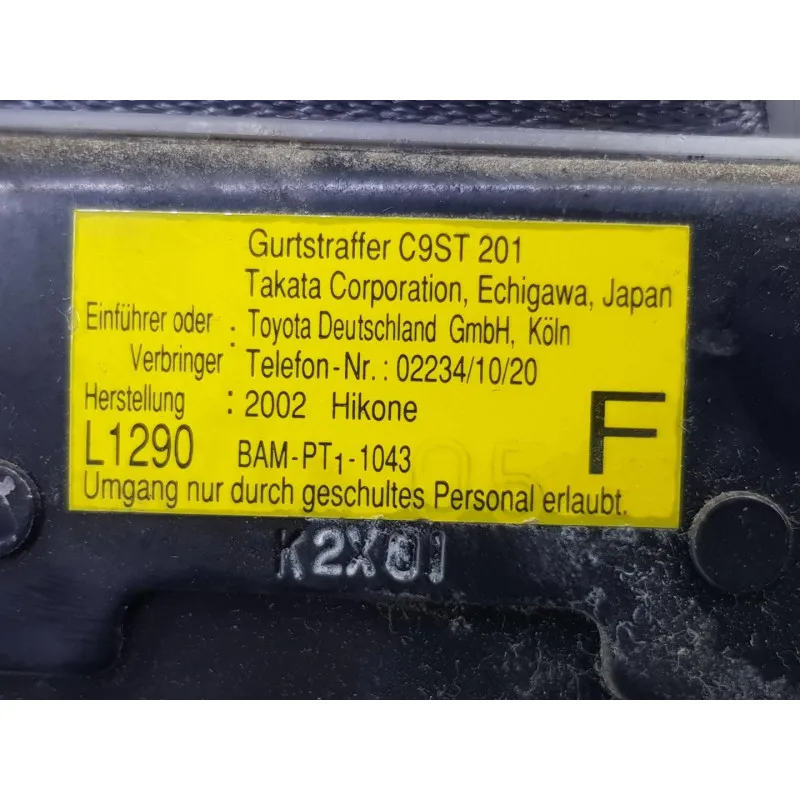 Gurtstraffer C9ST 201
Takata Corporation, Echigawa, Japan
Einführer oder : Toyota Deutschland GmbH, Köln
Verbringer Telefon-Nr.: 02234/10/20
Herstellung : 2002 Hikone
L1290 BAM-PT1-1043
F
Umgang nur durch geschultes Personal erlaubt.
K2X01